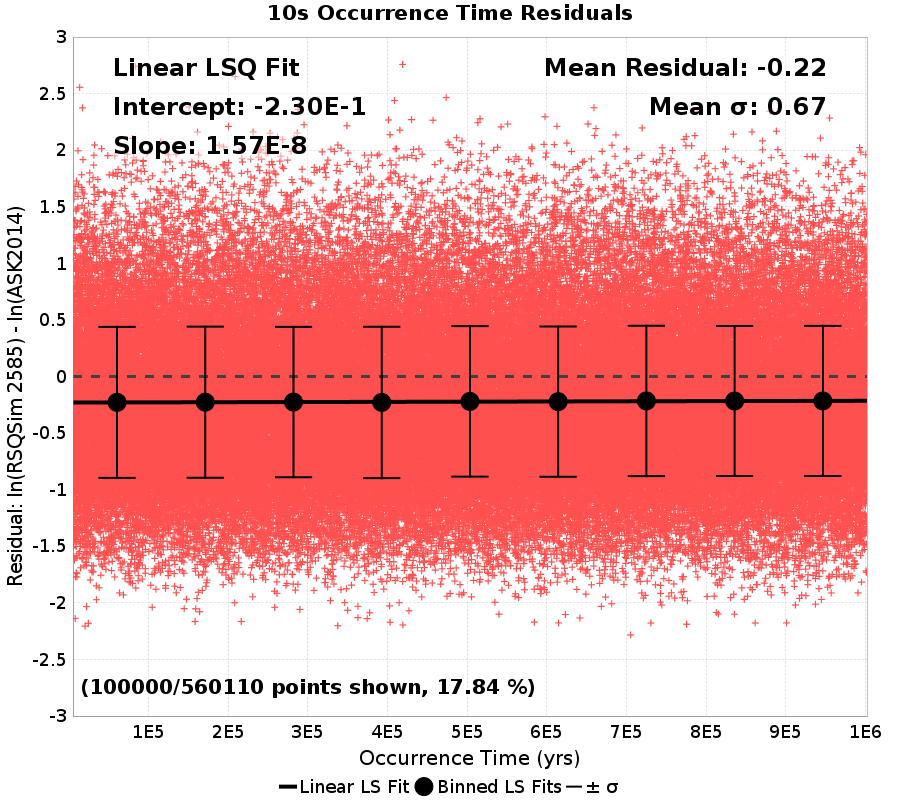 10s Occurrence Time Residuals
Linear LSQ Fit
Intercept: -2.30E-1
Slope: 1.57E-8
Mean Residual: -0.22
Mean σ: 0.67
Residual: ln(RSQSim 2585) - ln(ASK2014)
3
2.5
2
1.5
1
0.5
0
-0.5
-1
-1.5
-2
-2.5
-3
(100000/560110 points shown, 17.84 %)
1E5 2E5 3E5 4E5 5E5 6E5 7E5 8E5 9E5 1E6
Occurrence Time (yrs)
Linear LS Fit Binned LS Fits ± σ